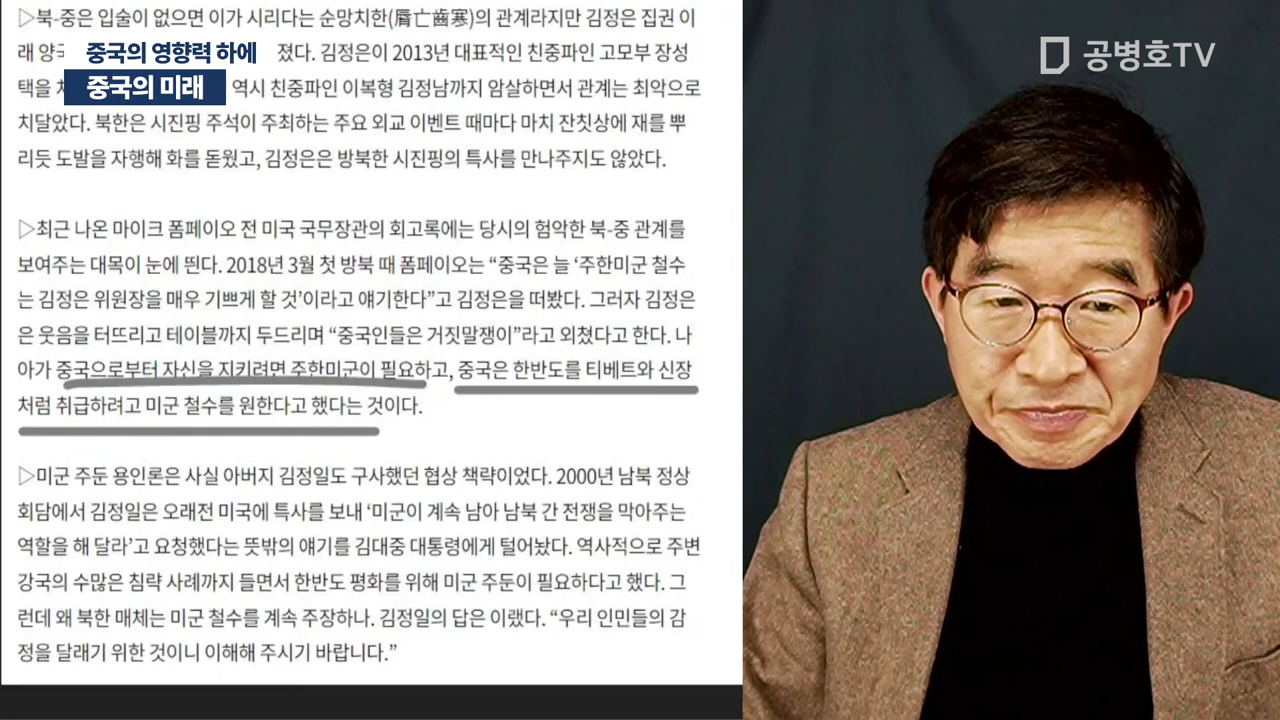 ▷북-중은 입술이 없으면 이가 시리다는 순망치한(脣亡齒寒)의 관계라지만 김정은 집권 이
래 양국
중국의 영향력 하에
졌다. 김정은이 2013년 대표적인 친중파인 고모부 장성
택을 처
중국의 미래
역시 친중파인 이복형 김정남까지 암살하면서 관계는 최악으로
치달았다. 북한은 시진핑 주석이 주최하는 주요 외교 이벤트 때마다 마치 잔칫상에 재를 뿌
리듯 도발을 자행해 화를 돋웠고, 김정은은 방북한 시진핑의 특사를 만나주지도 않았다.
▷최근 나온 마이크 폼페이오 전 미국 국무장관의 회고록에는 당시의 험악한 북-중 관계를
보여주는 대목이 눈에 띈다. 2018년 3월 첫 방북 때 폼페이오는 “중국은 늘 ‘주한미군 철수
는 김정은 위원장을 매우 기쁘게 할 것’이라고 얘기한다”고 김정은을 떠봤다. 그러자 김정은
은 웃음을 터뜨리고 테이블까지 두드리며 “중국인들은 거짓말쟁이”라고 외쳤다고 한다. 나
아가 중국으로부터 자신을 지키려면 주한미군이 필요하고, 중국은 한반도를 티베트와 신장
처럼 취급하려고 미군 철수를 원한다고 했다는 것이다.
▷미군 주둔 용인론은 사실 아버지 김정일도 구사했던 협상 책략이었다. 2000년 남북 정상
회담에서 김정일은 오래전 미국에 특사를 보내 ‘미군이 계속 남아 남북 간 전쟁을 막아주는
역할을 해 달라’고 요청했다는 뜻밖의 얘기를 김대중 대통령에게 털어놨다. 역사적으로 주변
강국의 수많은 침략 사례까지 들면서 한반도 평화를 위해 미군 주둔이 필요하다고 했다. 그
런데 왜 북한 매체는 미군 철수를 계속 주장하나. 김정일의 답은 이랬다. “우리 인민들의 감
정을 달래기 위한 것이니 이해해 주시기 바랍니다.”
공병호TV